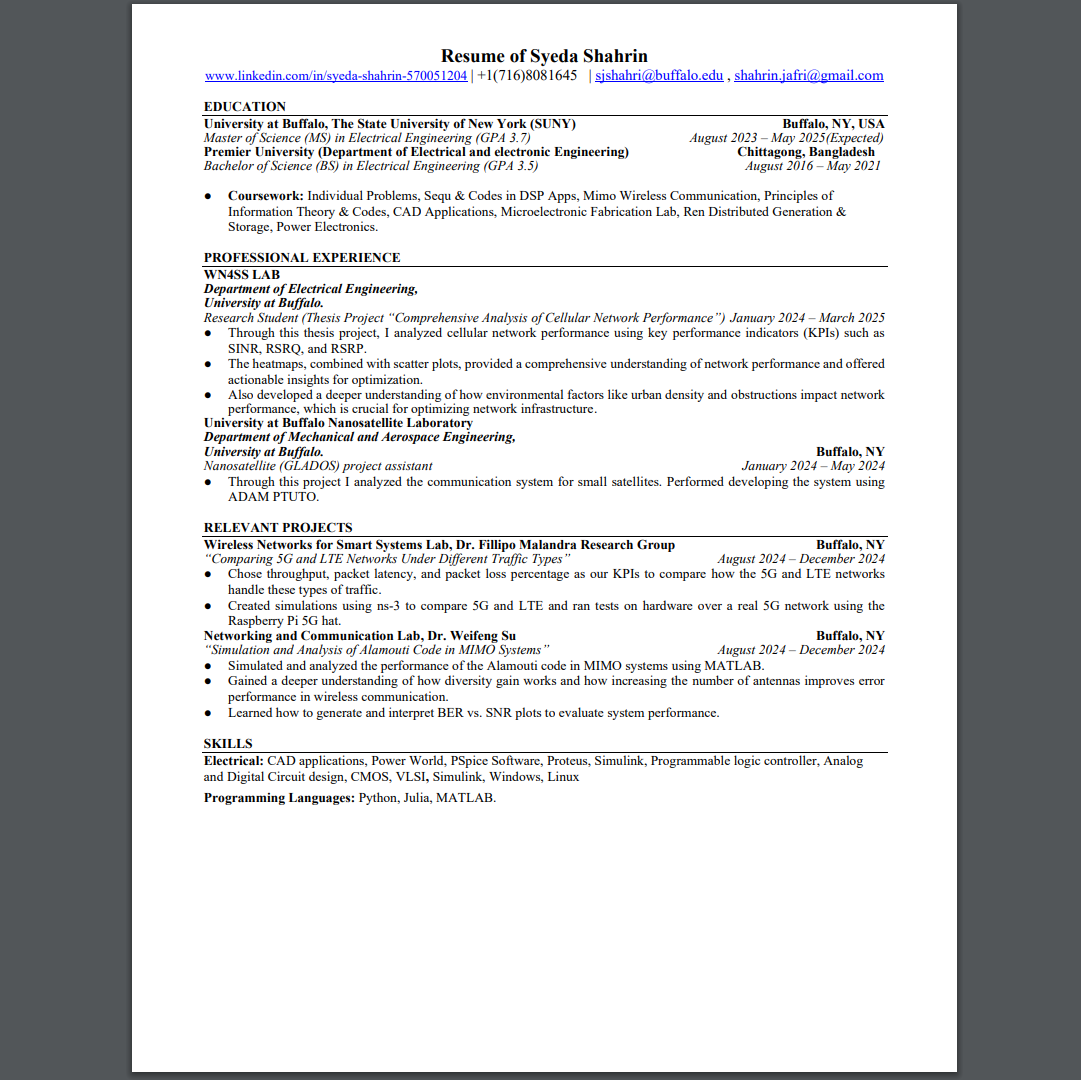 Resume of Syeda Shahrin
www.linkedin.com/in/syeda-shahrin-570051204 | +1(716)8081645 | sjshahri@buffalo.edu , shahrin.jafri@gmail.com
EDUCATION
University at Buffalo, The State University of New York (SUNY) Buffalo, NY, USA
Master of Science (MS) in Electrical Engineering (GPA 3.7) August 2023 – May 2025(Expected)
Premier University (Department of Electrical and electronic Engineering) Chittagong, Bangladesh
Bachelor of Science (BS) in Electrical Engineering (GPA 3.5) August 2016 – May 2021
● Coursework: Individual Problems, Sequ & Codes in DSP Apps, Mimo Wireless Communication, Principles of
Information Theory & Codes, CAD Applications, Microelectronic Fabrication Lab, Ren Distributed Generation &
Storage, Power Electronics.
PROFESSIONAL EXPERIENCE
WN4SS LAB
Department of Electrical Engineering,
University at Buffalo.
Research Student (Thesis Project “Comprehensive Analysis of Cellular Network Performance”) January 2024 – March 2025
● Through this thesis project, I analyzed cellular network performance using key performance indicators (KPIs) such as
SINR, RSRQ, and RSRP.
● The heatmaps, combined with scatter plots, provided a comprehensive understanding of network performance and offered
actionable insights for optimization.
● Also developed a deeper understanding of how environmental factors like urban density and obstructions impact network
performance, which is crucial for optimizing network infrastructure.
University at Buffalo Nanosatellite Laboratory
Department of Mechanical and Aerospace Engineering,
University at Buffalo. Buffalo, NY
Nanosatellite (GLADOS) project assistant January 2024 – May 2024
● Through this project I analyzed the communication system for small satellites. Performed developing the system using
ADAM PTUTO.
RELEVANT PROJECTS
Wireless Networks for Smart Systems Lab, Dr. Fillipo Malandra Research Group Buffalo, NY
“Comparing 5G and LTE Networks Under Different Traffic Types” August 2024 – December 2024
● Chose throughput, packet latency, and packet loss percentage as our KPIs to compare how the 5G and LTE networks
handle these types of traffic.
● Created simulations using ns-3 to compare 5G and LTE and ran tests on hardware over a real 5G network using the
Raspberry Pi 5G hat.
Networking and Communication Lab, Dr. Weifeng Su Buffalo, NY
“Simulation and Analysis of Alamouti Code in MIMO Systems” August 2024 – December 2024
● Simulated and analyzed the performance of the Alamouti code in MIMO systems using MATLAB.
● Gained a deeper understanding of how diversity gain works and how increasing the number of antennas improves error
performance in wireless communication.
● Learned how to generate and interpret BER vs. SNR plots to evaluate system performance.
SKILLS
Electrical: CAD applications, Power World, PSpice Software, Proteus, Simulink, Programmable logic controller, Analog
and Digital Circuit design, CMOS, VLSI, Simulink, Windows, Linux
Programming Languages: Python, Julia, MATLAB.